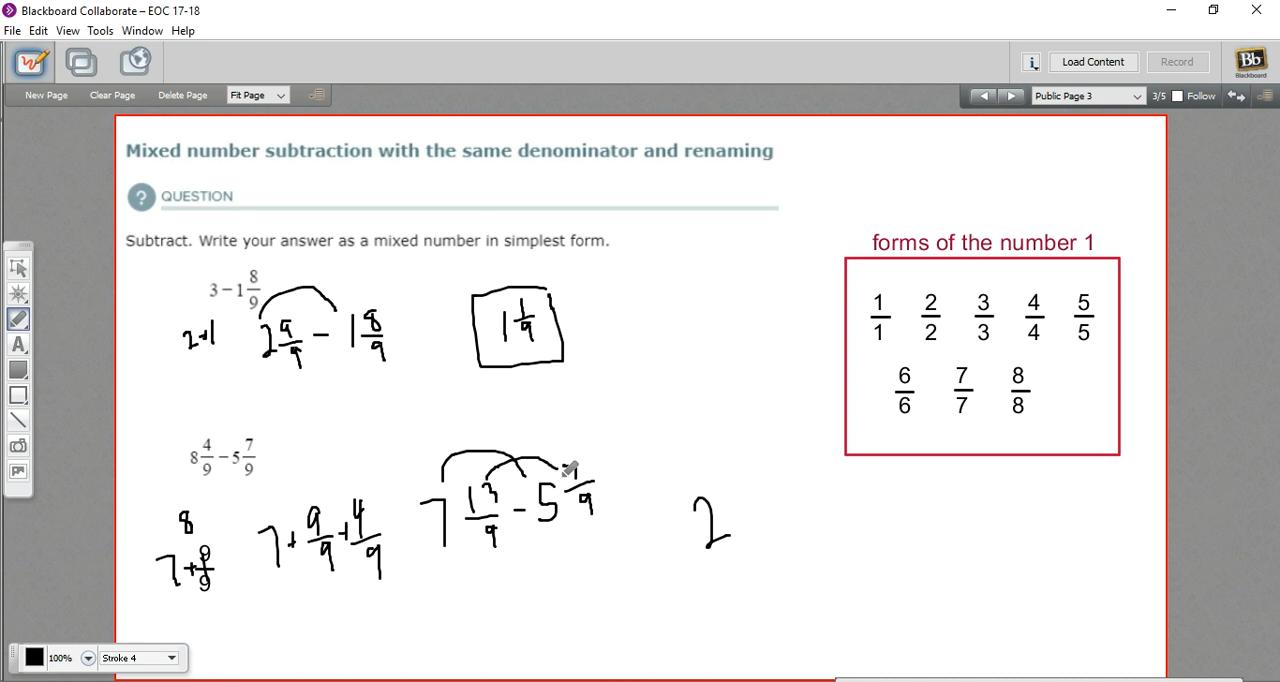 Blackboard Collaborate – EOC 17-18
File Edit View Tools Window Help
i Load Content Record Bb Blackboard
New Page Clear Page Delete Page Fit Page Public Page 3 3/5 Follow
Mixed number subtraction with the same denominator and renaming
? QUESTION
Subtract. Write your answer as a mixed number in simplest form.
forms of the number 1
3 − 1 8/9
2+1 2 9/9 − 1 8/9 1 1/9
1/1 2/2 3/3 4/4 5/5
6/6 7/7 8/8
8 4/9 − 5 7/9
8
7 + 9/9 7 + 9/9 + 4/9 7 13/9 − 5 7/9 2
A
100% Stroke 4